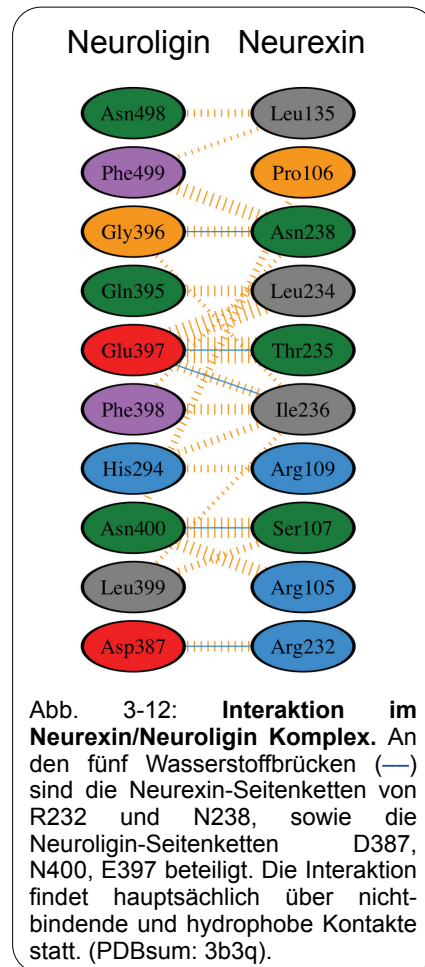 Neuroligin Neurexin
Asn498 Leu135
Phe499 Pro106
Gly396 Asn238
Gln395 Leu234
Glu397 Thr235
Phe398 Ile236
His294 Arg109
Asn400 Ser107
Leu399 Arg105
Asp387 Arg232
Abb. 3-12: Interaktion im
Neurexin/Neuroligin Komplex. An
den fünf Wasserstoffbrücken (—)
sind die Neurexin-Seitenketten von
R232 und N238, sowie die
Neuroligin-Seitenketten D387,
N400, E397 beteiligt. Die Interaktion
findet hauptsächlich über nicht-
bindende und hydrophobe Kontakte
statt. (PDBsum: 3b3q).